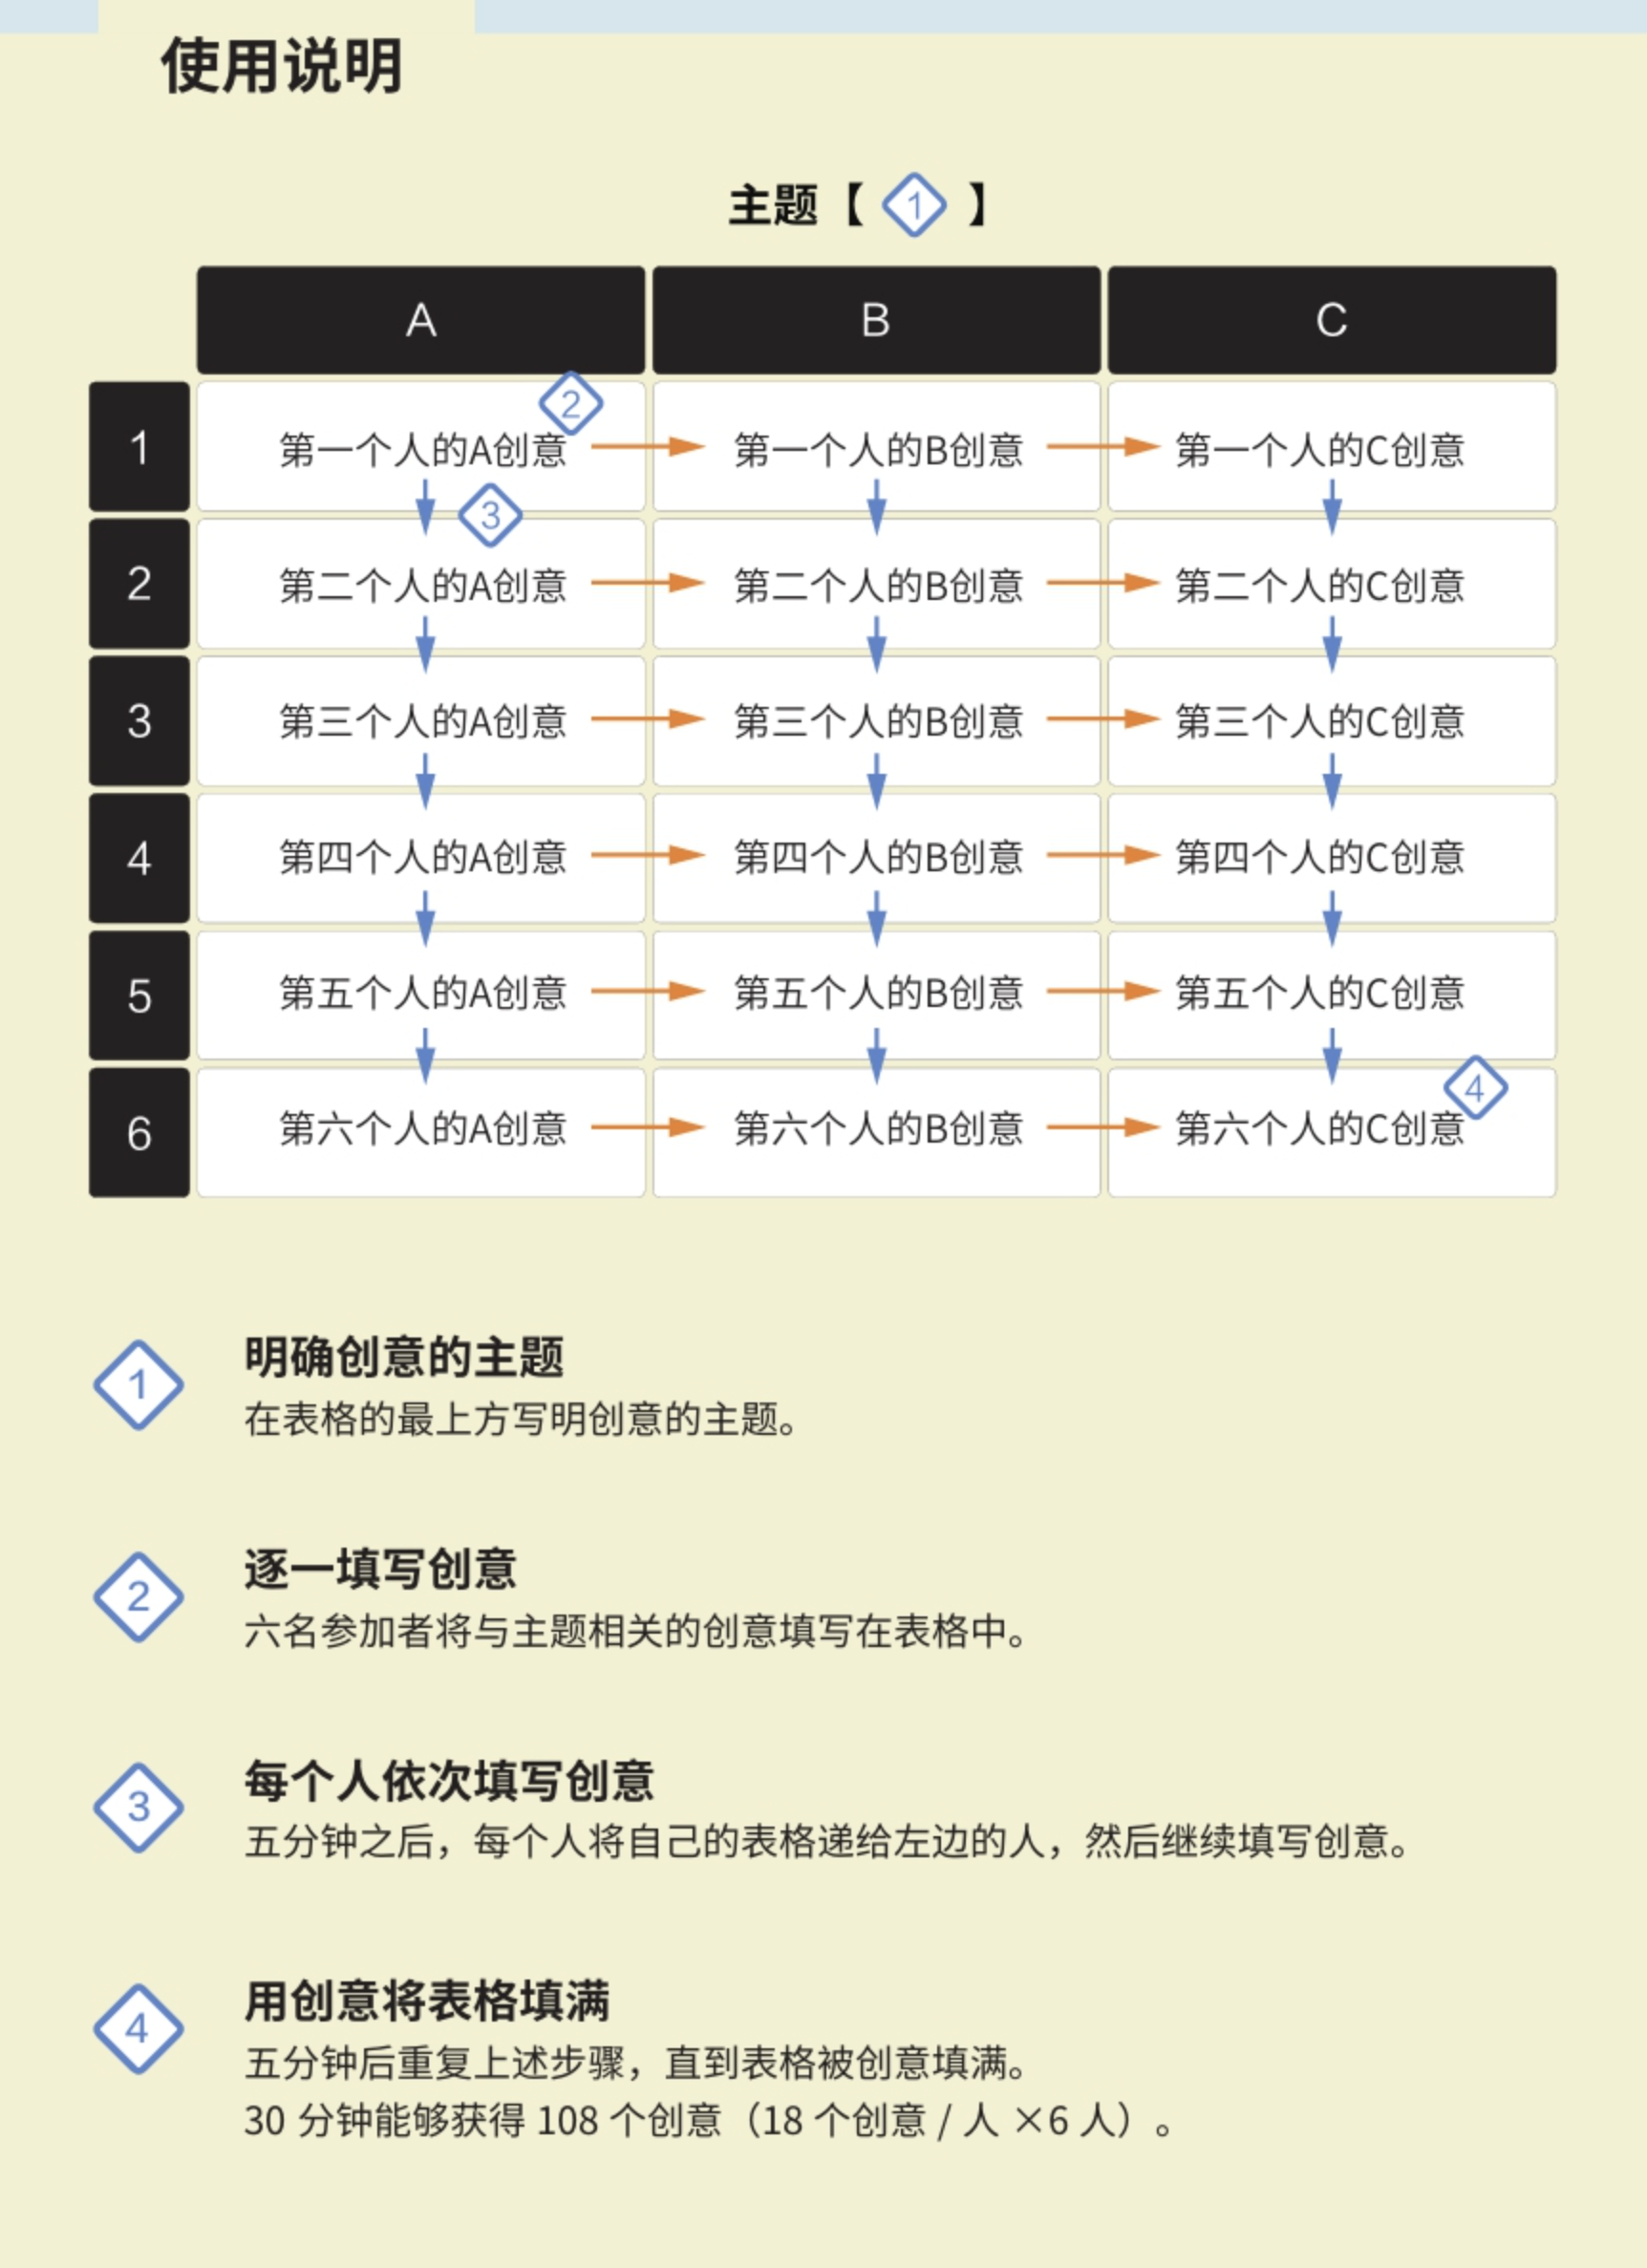 使用说明
主题【 1 】
A B C
1 第一个人的A创意 2 第一个人的B创意 第一个人的C创意
3
2 第二个人的A创意 第二个人的B创意 第二个人的C创意
3 第三个人的A创意 第三个人的B创意 第三个人的C创意
4 第四个人的A创意 第四个人的B创意 第四个人的C创意
5 第五个人的A创意 第五个人的B创意 第五个人的C创意
6 第六个人的A创意 第六个人的B创意 第六个人的C创意 4
1 明确创意的主题
在表格的最上方写明创意的主题。
2 逐一填写创意
六名参加者将与主题相关的创意填写在表格中。
3 每个人依次填写创意
五分钟之后，每个人将自己的表格递给左边的人，然后继续填写创意。
4 用创意将表格填满
五分钟后重复上述步骤，直到表格被创意填满。
30 分钟能够获得 108 个创意（18 个创意 / 人 ×6 人）。